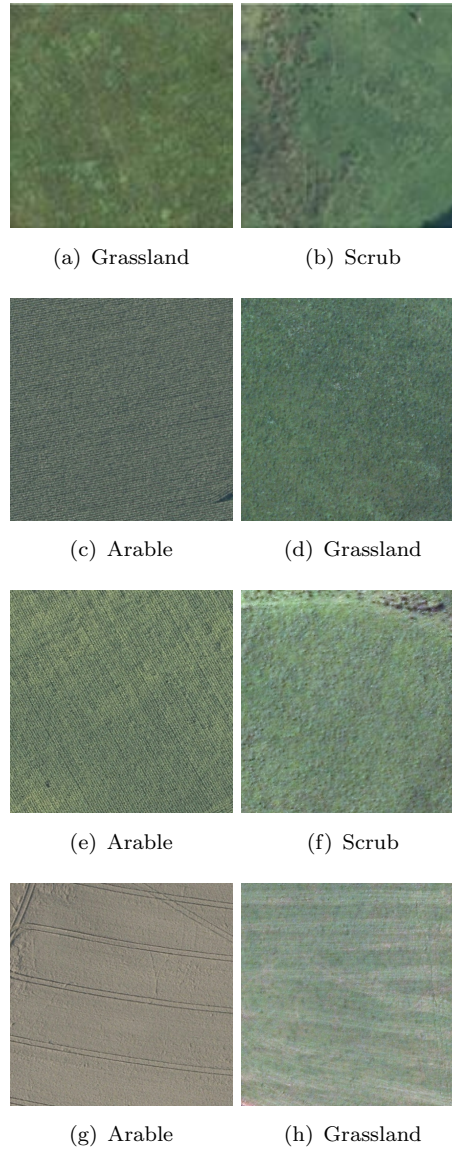 (a) Grassland
(b) Scrub
(c) Arable
(d) Grassland
(e) Arable
(f) Scrub
(g) Arable
(h) Grassland